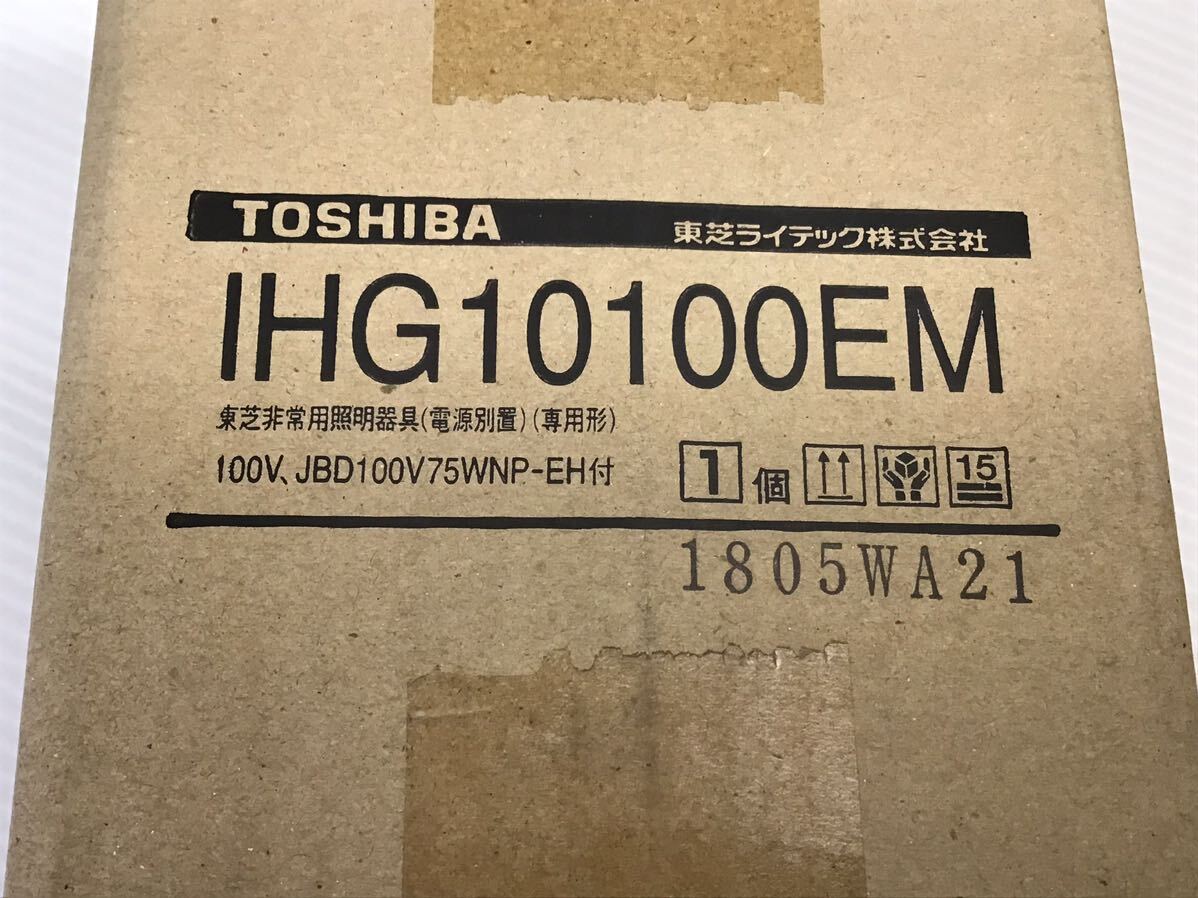 TOSHIBA 東芝ライテック株式会社
IHG10100EM
東芝非常用照明器具(電源別置)(専用形)
100V、JBD100V75WNP-EH付
1個 15
1805WA21